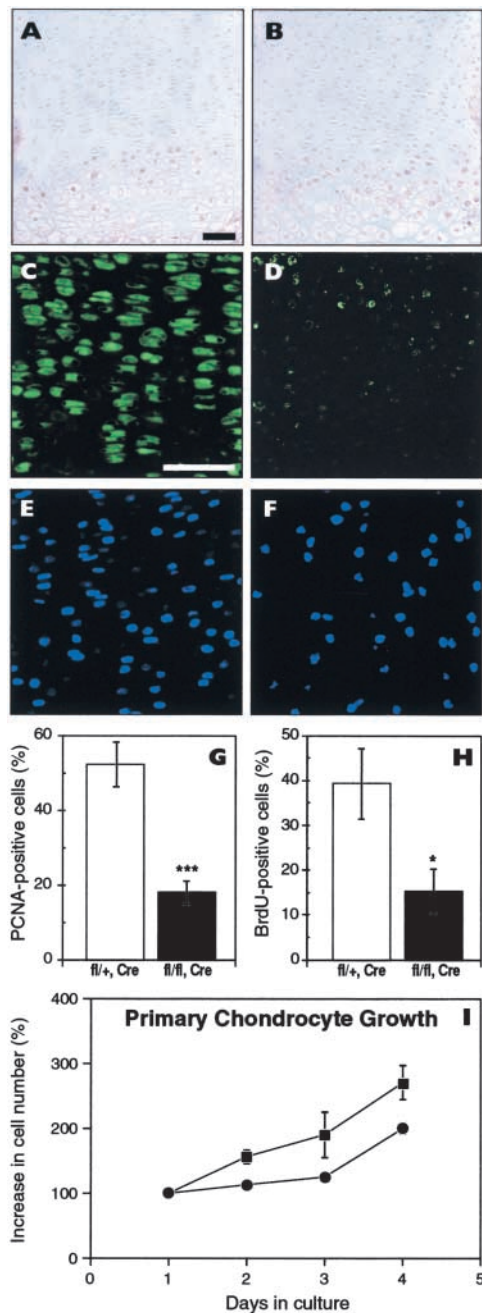 A
B
C
D
E
F
G
PCNA-positive cells (%)
60
40
20
0
***
fl/+, Cre
fl/fl, Cre
H
BrdU-positive cells (%)
50
40
30
20
10
0
*
fl/+, Cre
fl/fl, Cre
Primary Chondrocyte Growth
I
Increase in cell number (%)
400
300
200
100
0
0 1 2 3 4 5
Days in culture